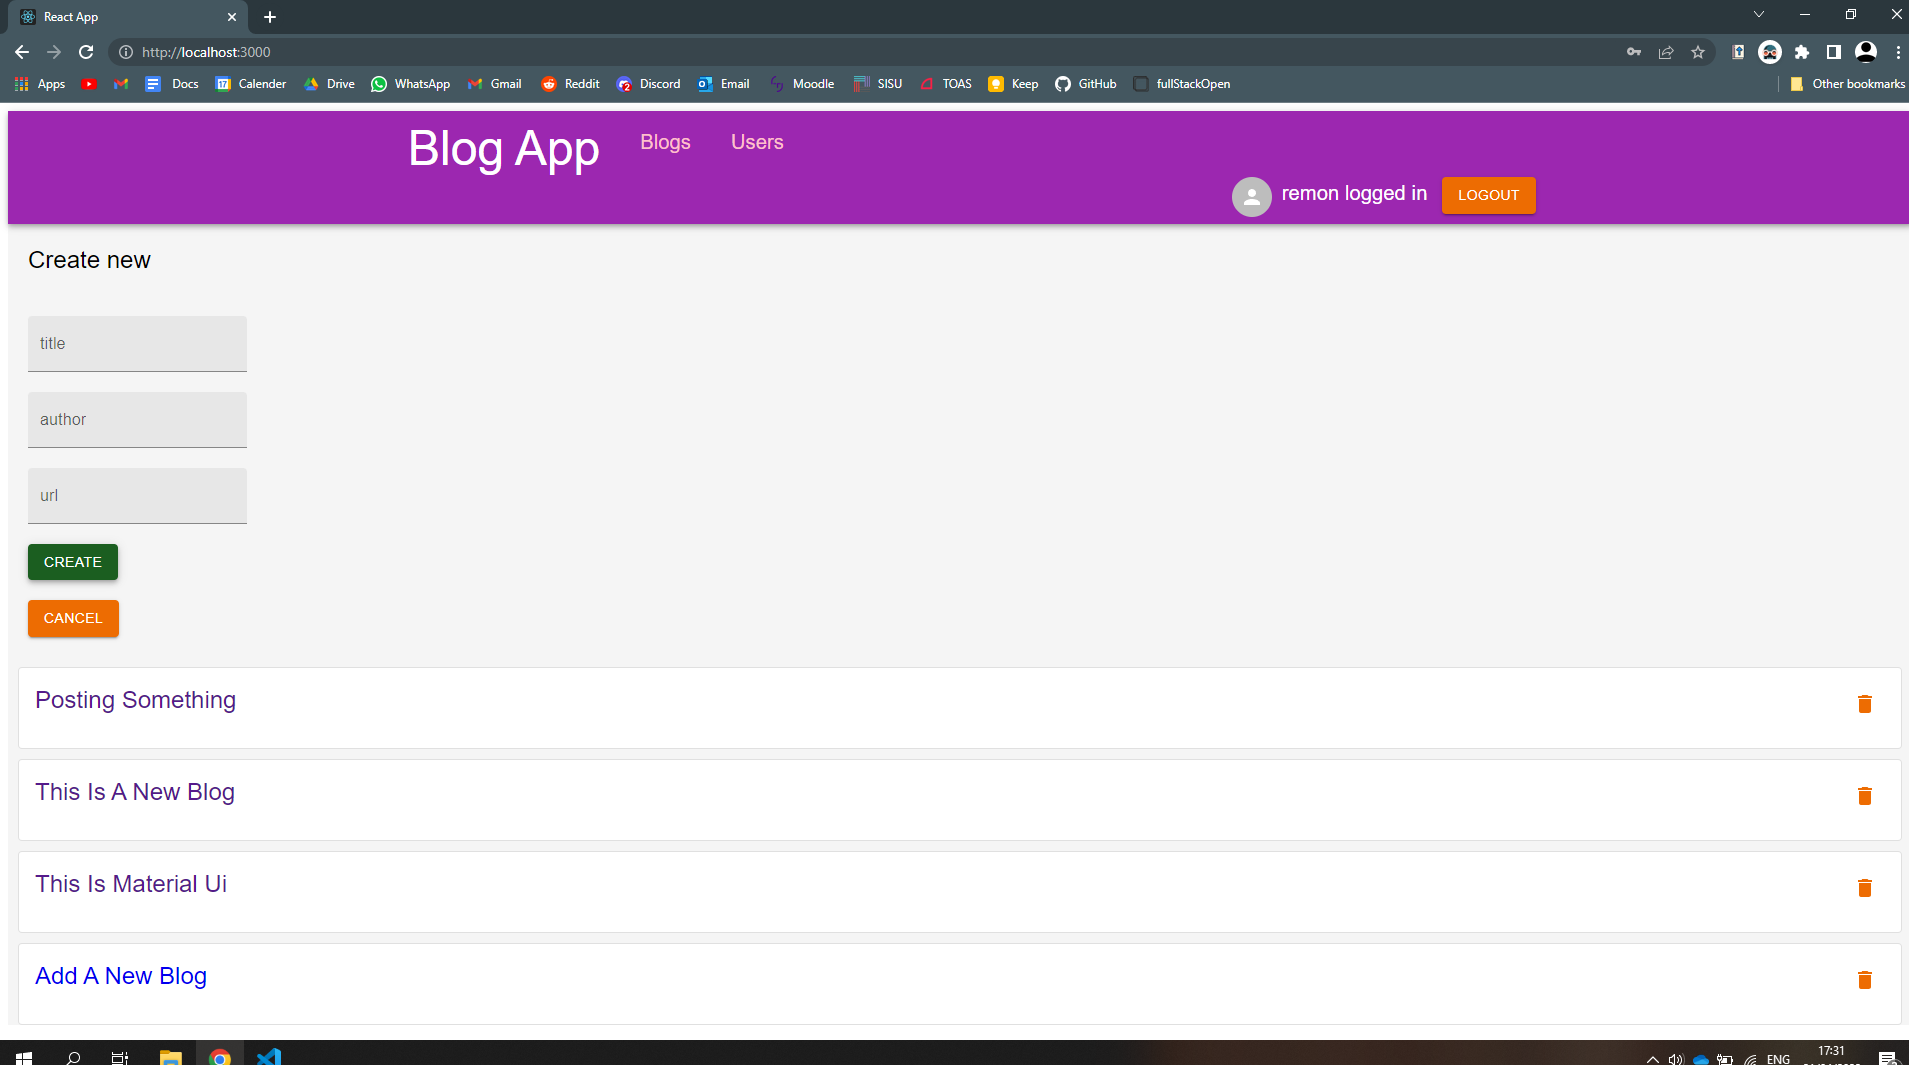 React App
http://localhost:3000
Apps Docs 17 Calender Drive WhatsApp Gmail Reddit Discord Email Moodle SISU TOAS Keep GitHub fullStackOpen Other bookmarks
Blog App Blogs Users
remon logged in LOGOUT
Create new
title
author
url
CREATE
CANCEL
Posting Something
This Is A New Blog
This Is Material Ui
Add A New Blog
17:31
ENG